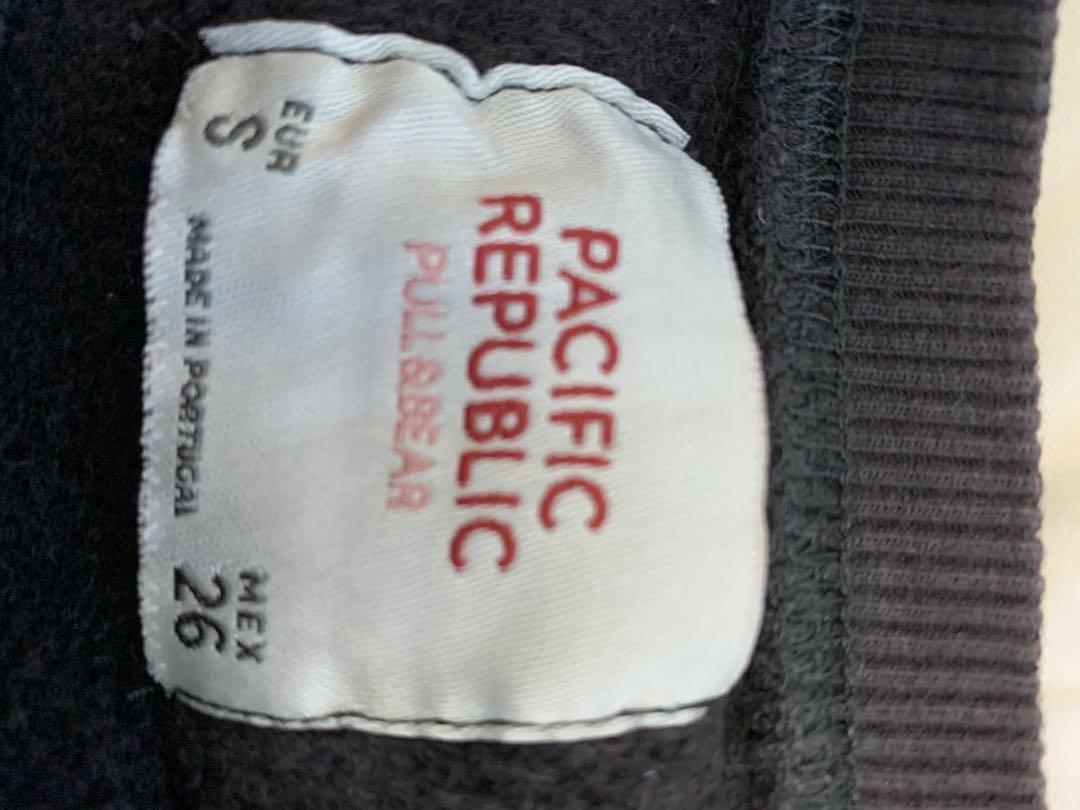 PACIFIC
REPUBLIC
PULL&BEAR
EUR
S
MADE IN PORTUGAL
MEX
26